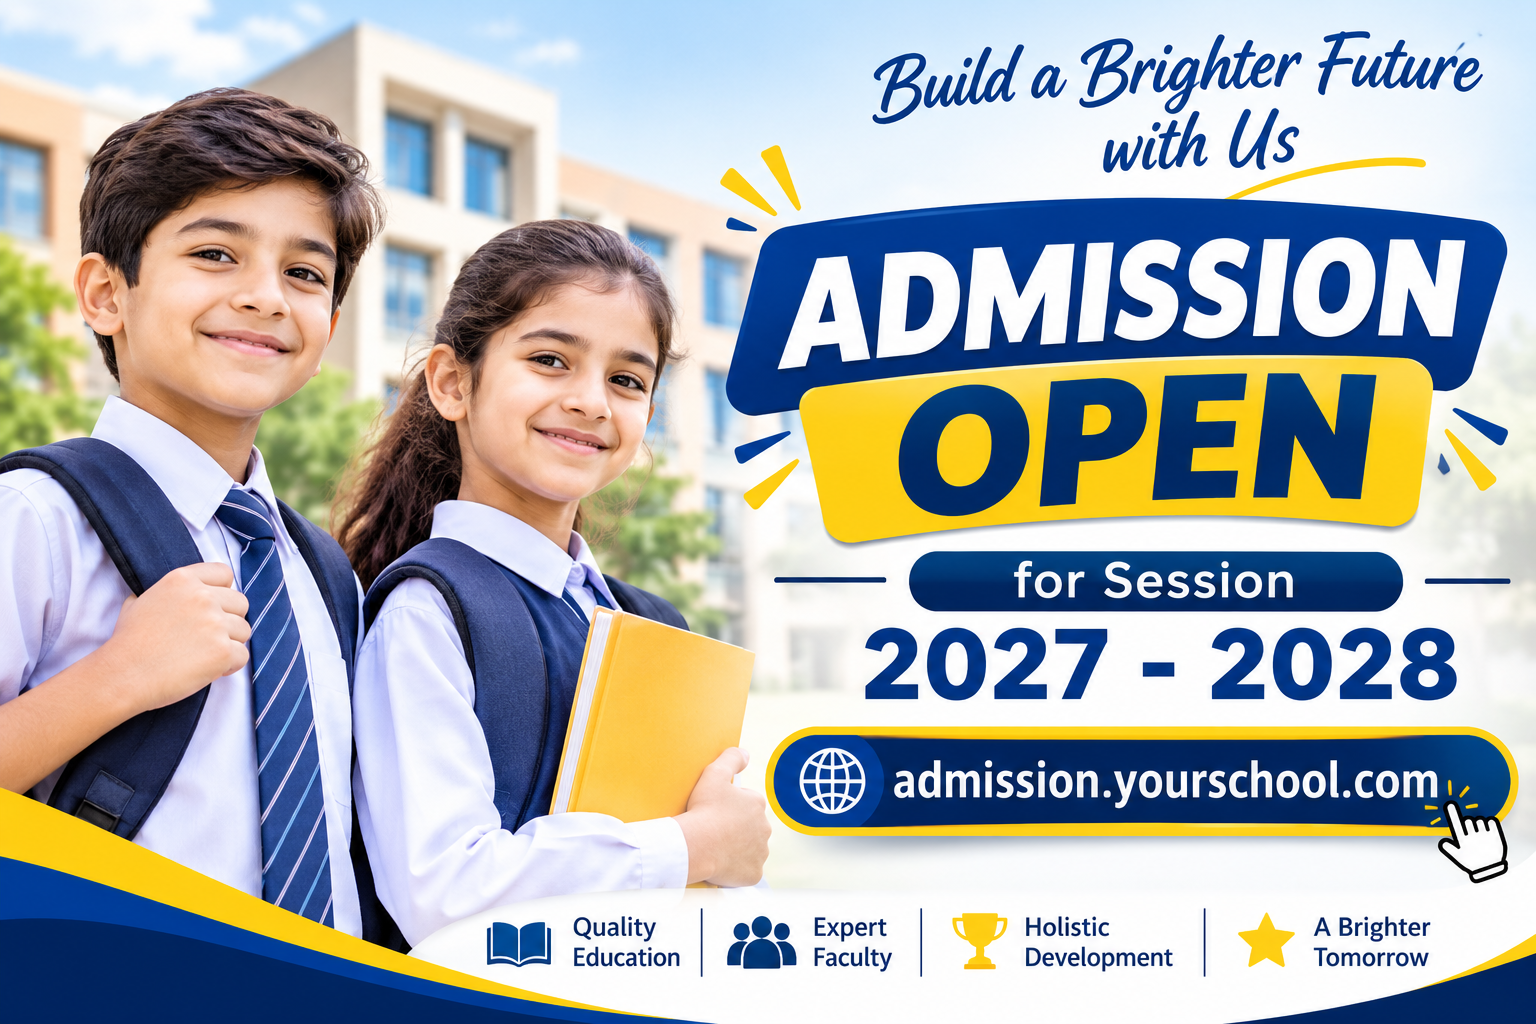 Build a Brighter Future
with Us
ADMISSION
OPEN
for Session
2027 - 2028
admission.yourschool.com
Quality
Education
Expert
Faculty
Holistic
Development
A Brighter
Tomorrow